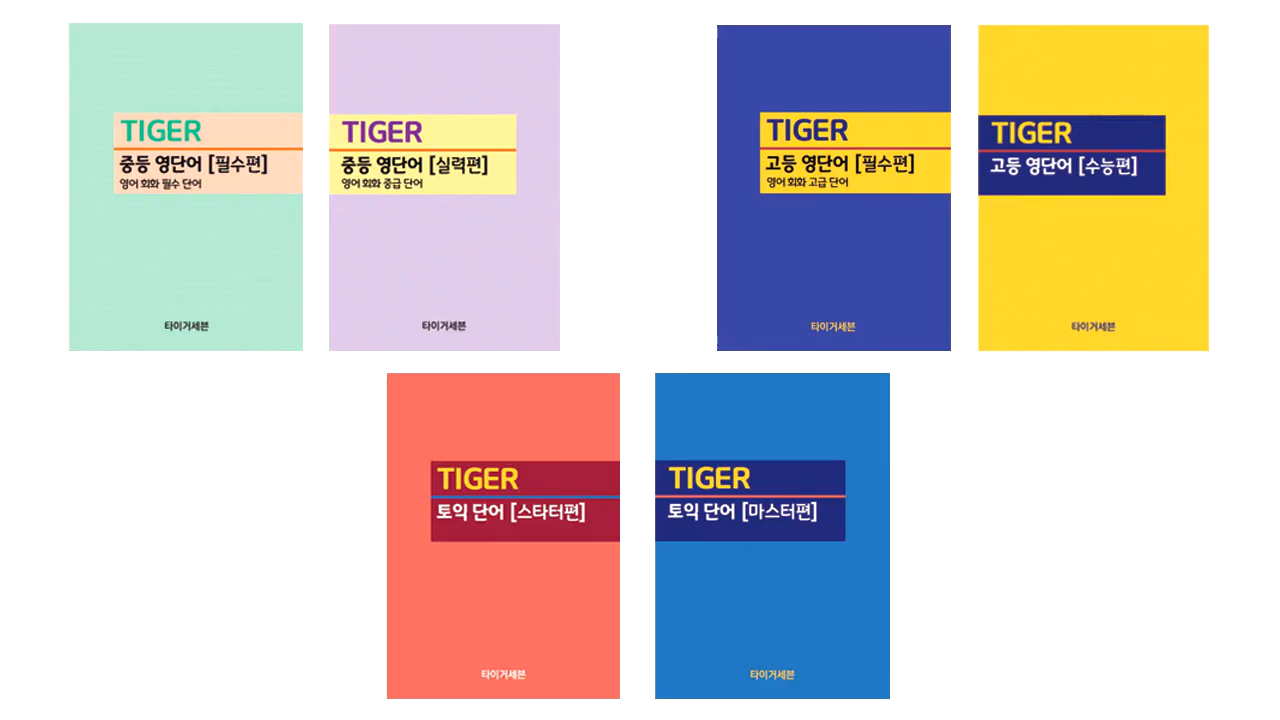 TIGER
중등 영단어 [필수편]
영어 회화 필수 단어
타이거세븐
TIGER
중등 영단어 [실력편]
영어 회화 중급 단어
타이거세븐
TIGER
고등 영단어 [필수편]
영어 회화 고급 단어
타이거세븐
TIGER
고등 영단어 [수능편]
타이거세븐
TIGER
토익 단어 [스타터편]
타이거세븐
TIGER
토익 단어 [마스터편]
타이거세븐